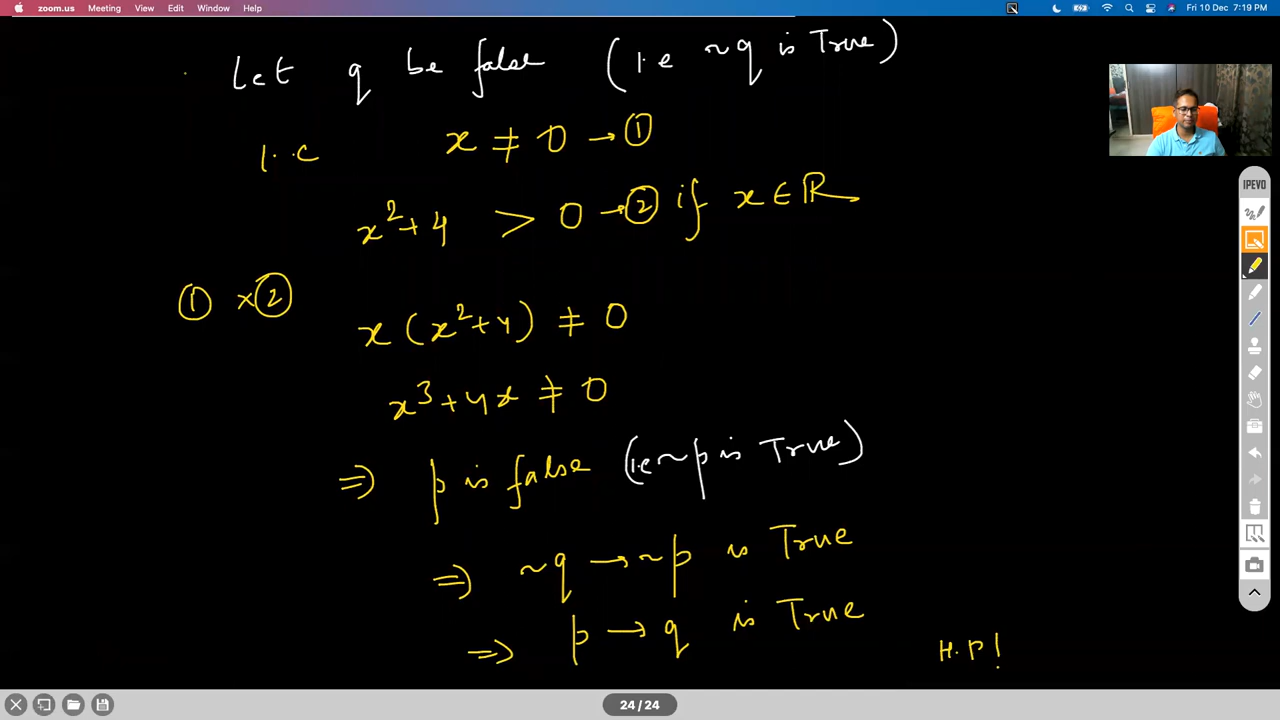 zoom.us Meeting View Edit Window Help Fri 10 Dec 7:19 PM
Let q be false (i.e ~q is True)
i.e x ≠ 0 → ①
x² + 4 > 0 → ② if x ∈ ℝ
① × ②
x (x² + 4) ≠ 0
x³ + 4x ≠ 0
⇒ p is false (i.e ~p is True)
⇒ ~q → ~p is True
⇒ p → q is True
H.P!
IPEVO
24 / 24